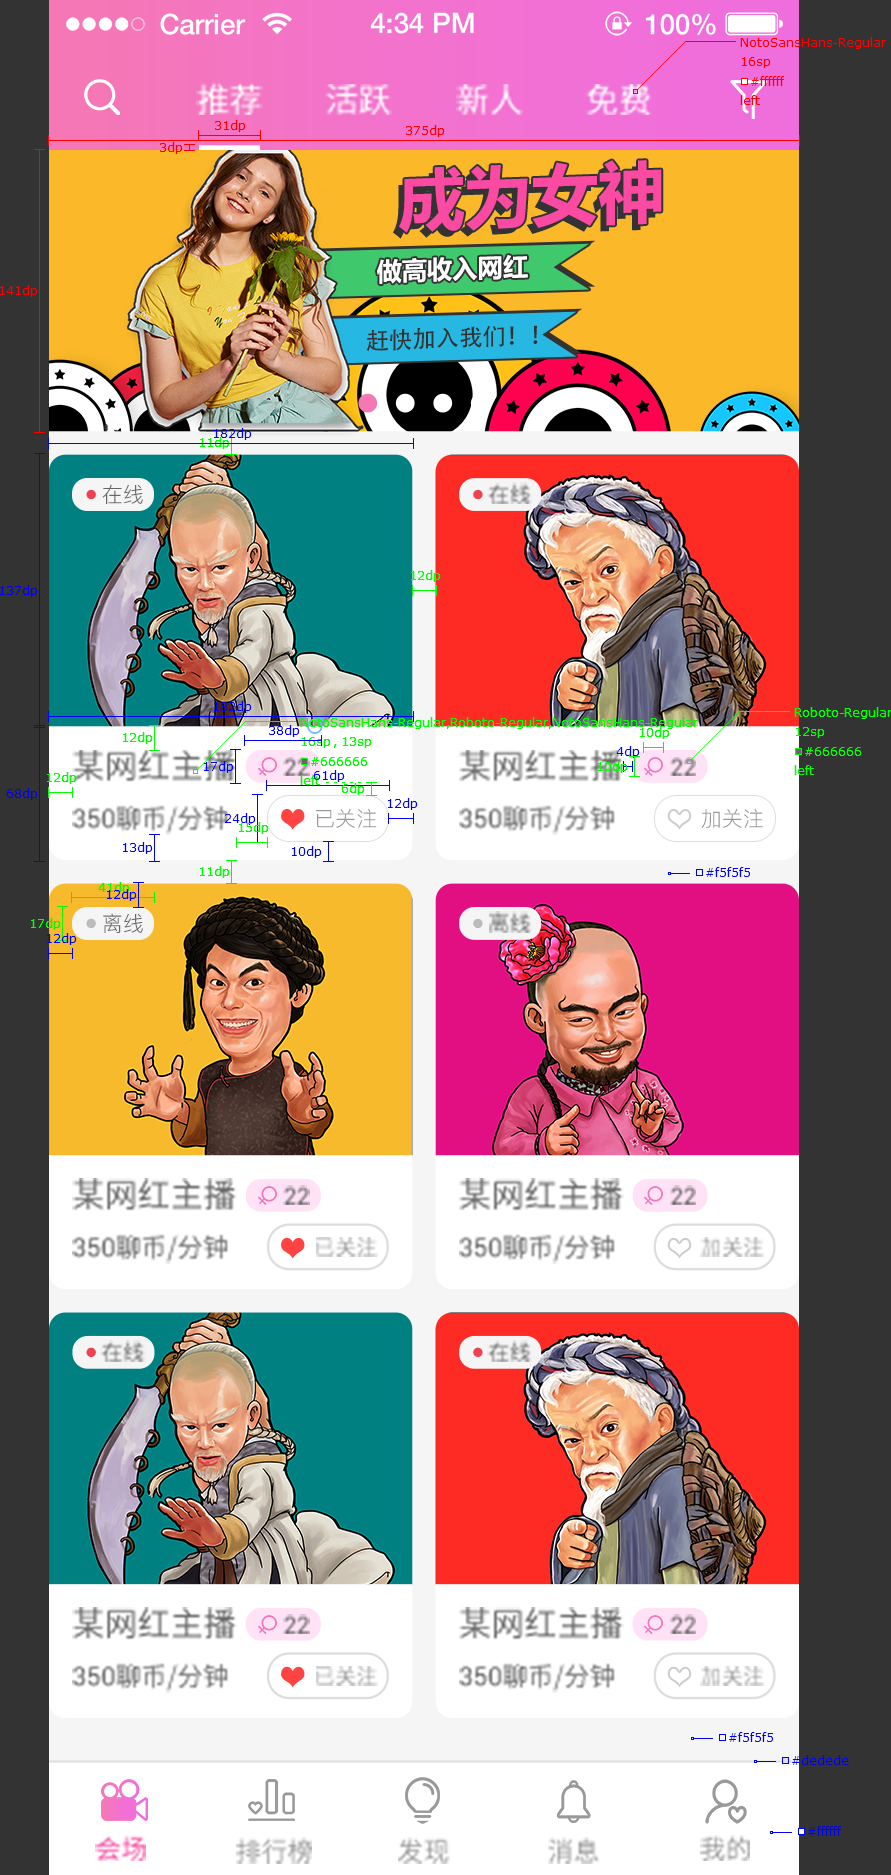 Carrier 4:34 PM 100%
NotoSansHans-Regular
16sp
#ffffff
left
推荐 活跃 新人 免费
31dp
375dp
3dp
成为女神
141dp
做高收入网红
赶快加入我们！！
182dp
11dp
在线 在线
12dp
137dp
182dp
NotoSansHans-Regular,Roboto-Regular,NotoSansHans-Regular
16sp, 13sp
#666666
left
Roboto-Regular
12sp
#666666
left
12dp
38dp
10dp
4dp
某网红主播 22 某网红主播 22
17dp
61dp
6dp
12dp
68dp
12dp
350聊币/分钟 已关注 350聊币/分钟 加关注
24dp
15dp
13dp
10dp
11dp
#f5f5f5
41dp
12dp
17dp
离线 离线
12dp
某网红主播 22 某网红主播 22
350聊币/分钟 已关注 350聊币/分钟 加关注
在线 在线
某网红主播 22 某网红主播 22
350聊币/分钟 已关注 350聊币/分钟 加关注
#f5f5f5
#dedede
#ffffff
会场 排行榜 发现 消息 我的